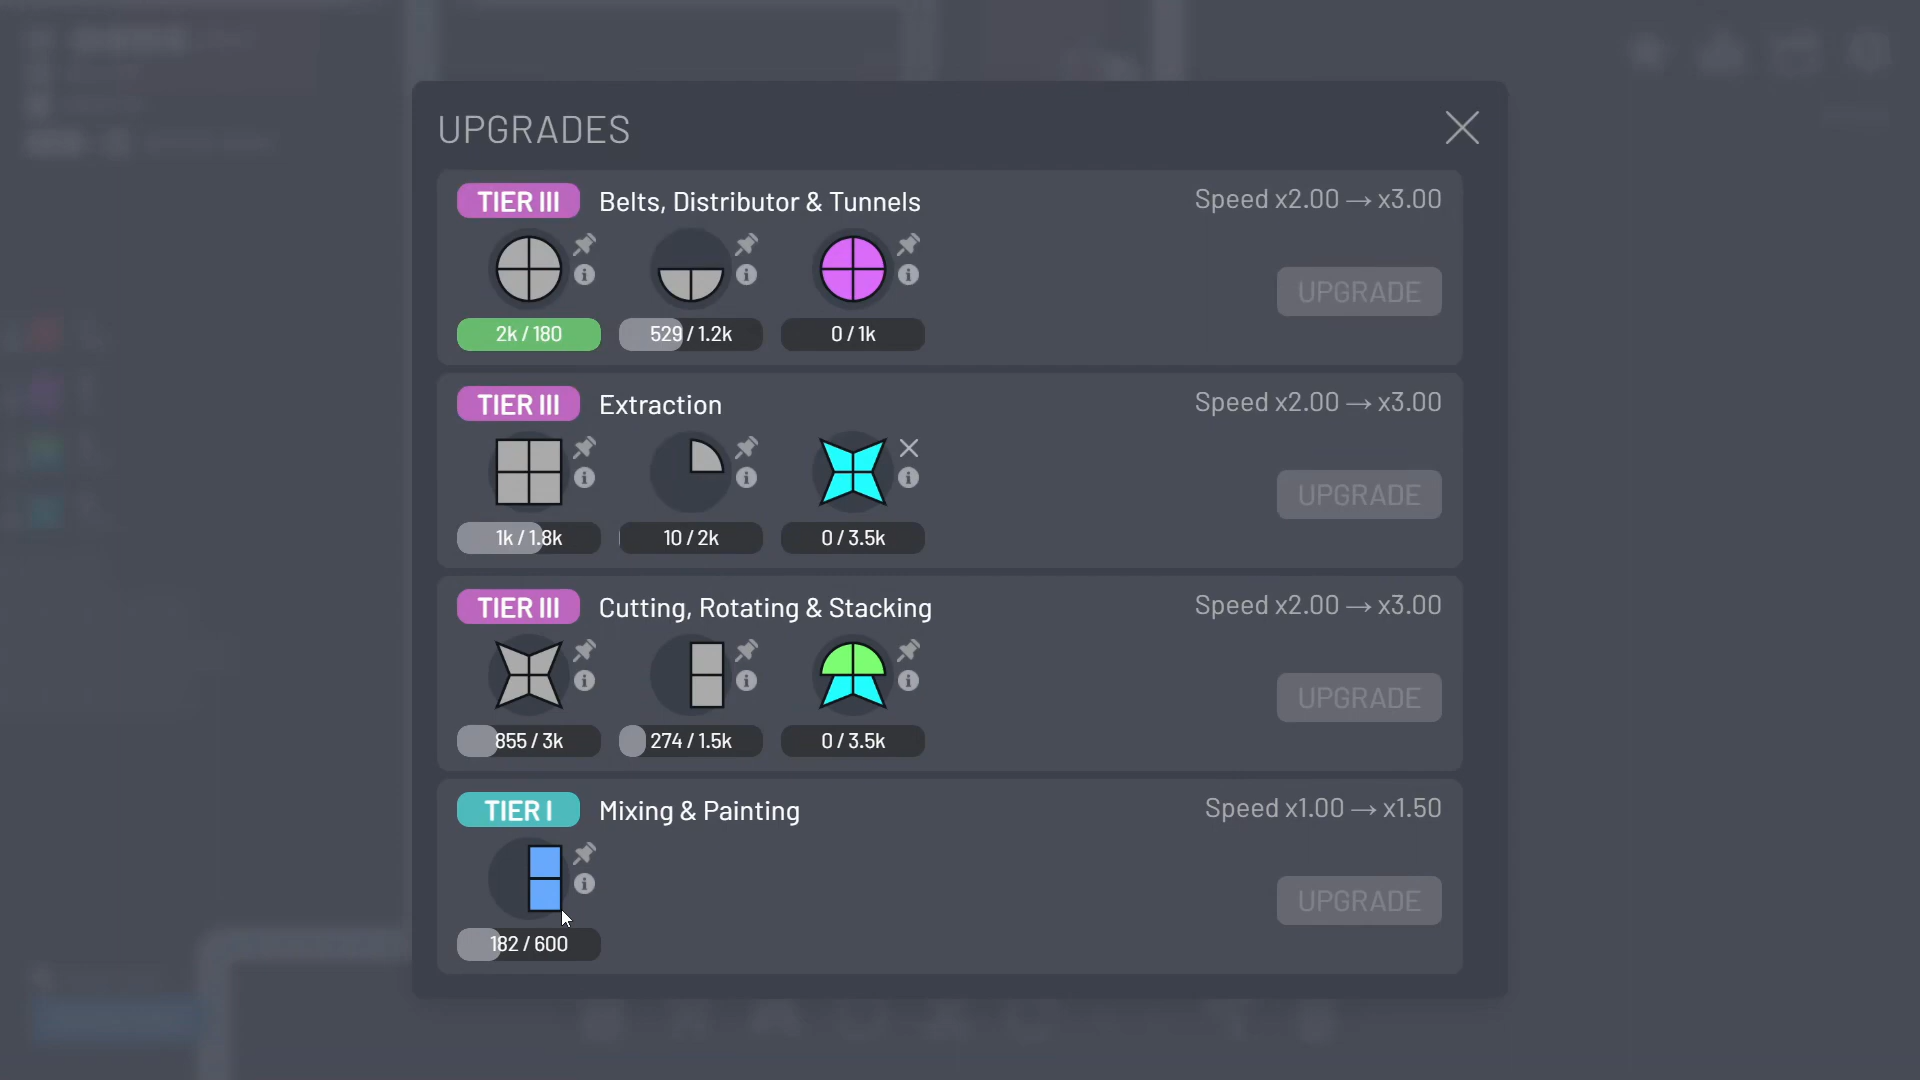 UPGRADES
TIER III Belts, Distributor & Tunnels Speed x2.00 → x3.00
UPGRADE
2k / 180 529 / 1.2k 0 / 1k
TIER III Extraction Speed x2.00 → x3.00
UPGRADE
1k / 1.8k 10 / 2k 0 / 3.5k
TIER III Cutting, Rotating & Stacking Speed x2.00 → x3.00
UPGRADE
855 / 3k 274 / 1.5k 0 / 3.5k
TIER I Mixing & Painting Speed x1.00 → x1.50
UPGRADE
182 / 600